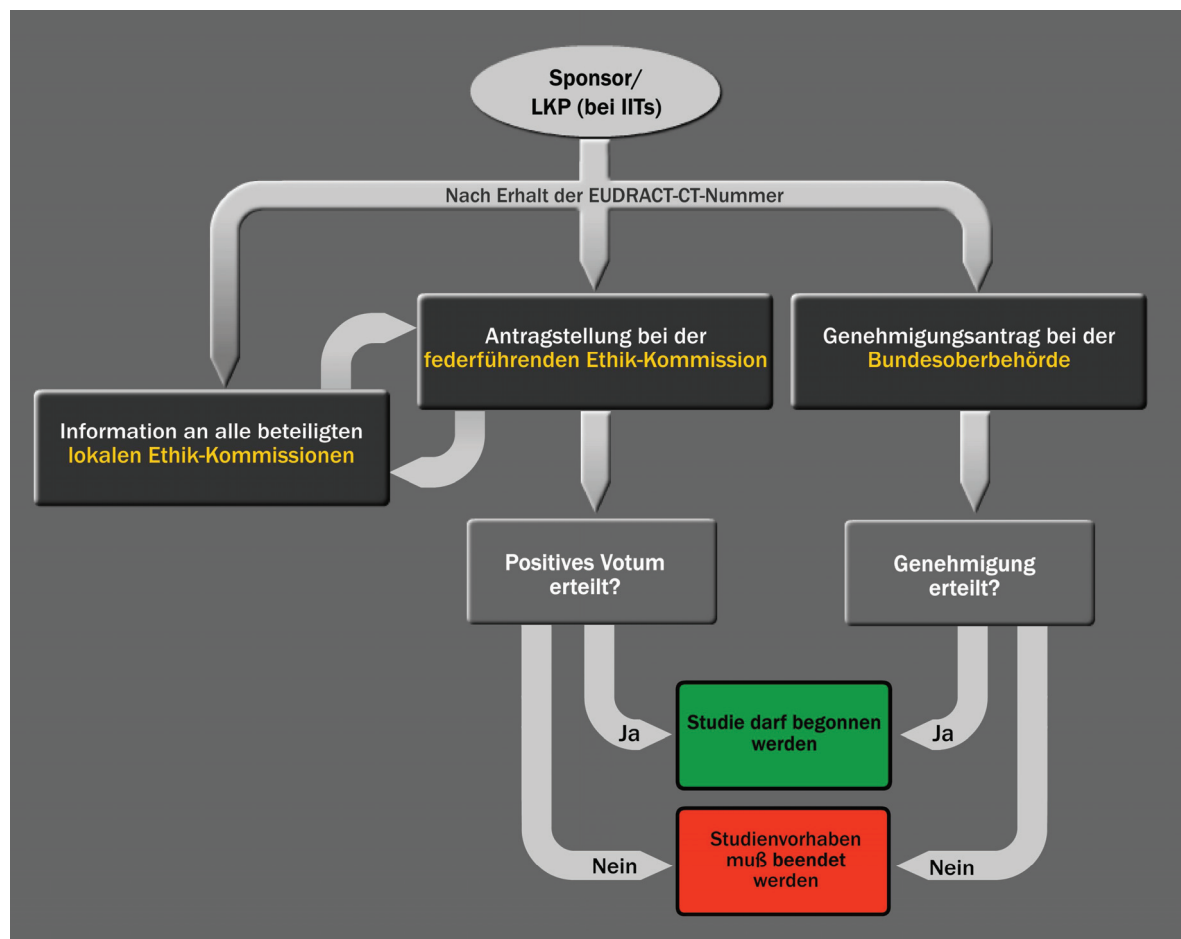 Sponsor/
LKP (bei IITs)
Nach Erhalt der EUDRACT-CT-Nummer
Antragstellung bei der
federführenden Ethik-Kommission
Genehmigungsantrag bei der
Bundesoberbehörde
Information an alle beteiligten
lokalen Ethik-Kommissionen
Positives Votum
erteilt?
Genehmigung
erteilt?
Studie darf begonnen
werden
Ja
Ja
Studienvorhaben
muß beendet
werden
Nein
Nein